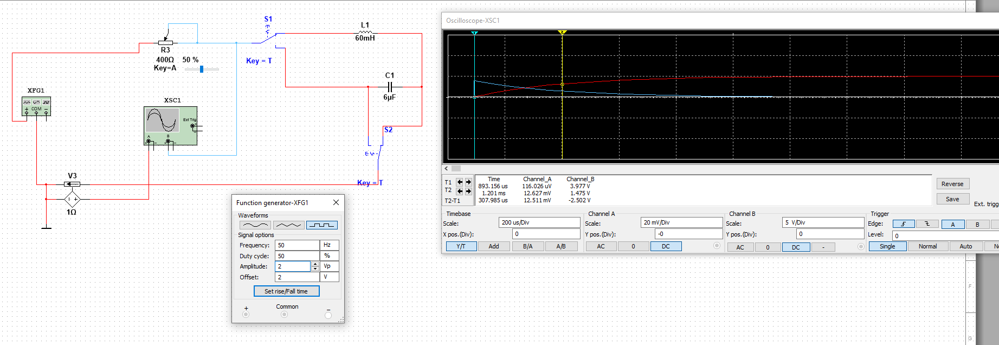 S1
L1
60mH
R3
400Ω 50 %
Key=A
Key = T
C1
6µF
XFG1
COM
XSC1
Ext Trig
A B
S2
Key = T
V3
1Ω
Function generator-XFG1
Waveforms
Signal options
Frequency: 50 Hz
Duty cycle: 50 %
Amplitude: 2 Vp
Offset: 2 V
Set rise/Fall time
+ Common −
Oscilloscope-XSC1
1 2
Time Channel_A Channel_B
T1 893.156 us 116.026 uV 3.977 V
T2 1.201 ms 12.627 mV 1.475 V
T2-T1 307.985 us 12.511 mV -2.502 V
Reverse
Save
Ext. trigg
Timebase
Scale: 200 us/Div
X pos.(Div): 0
Y/T Add B/A A/B
Channel A
Scale: 20 mV/Div
Y pos.(Div): -0
AC 0 DC
Channel B
Scale: 5 V/Div
Y pos.(Div): 0
AC 0 DC -
Trigger
Edge: A B
Level: 0
Single Normal Auto No
F
G